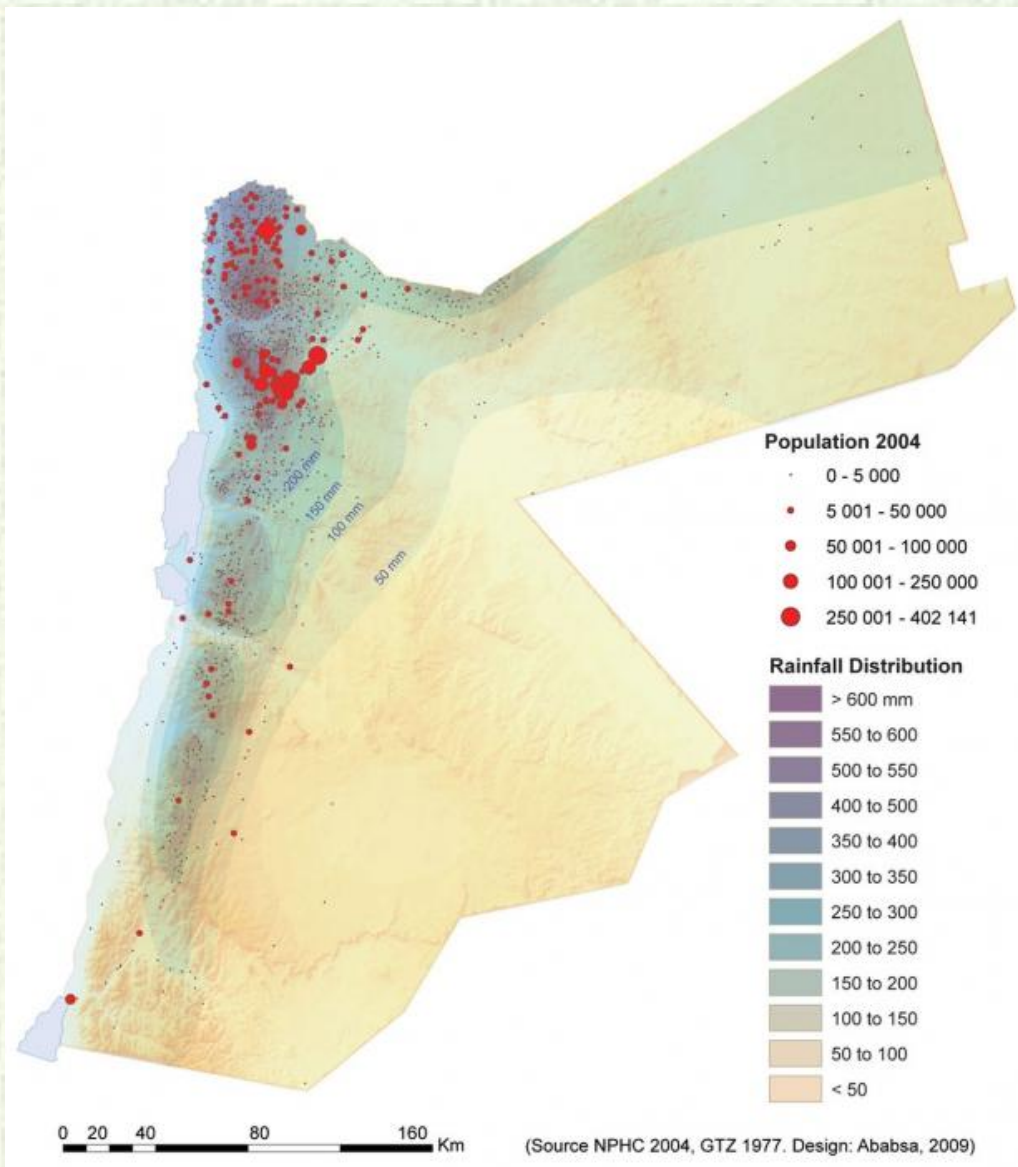 200 mm
150 mm
100 mm
50 mm
Population 2004
0 - 5 000
5 001 - 50 000
50 001 - 100 000
100 001 - 250 000
250 001 - 402 141
Rainfall Distribution
> 600 mm
550 to 600
500 to 550
400 to 500
350 to 400
300 to 350
250 to 300
200 to 250
150 to 200
100 to 150
50 to 100
< 50
0 20 40 80 160
Km
(Source NPHC 2004, GTZ 1977. Design: Ababsa, 2009)